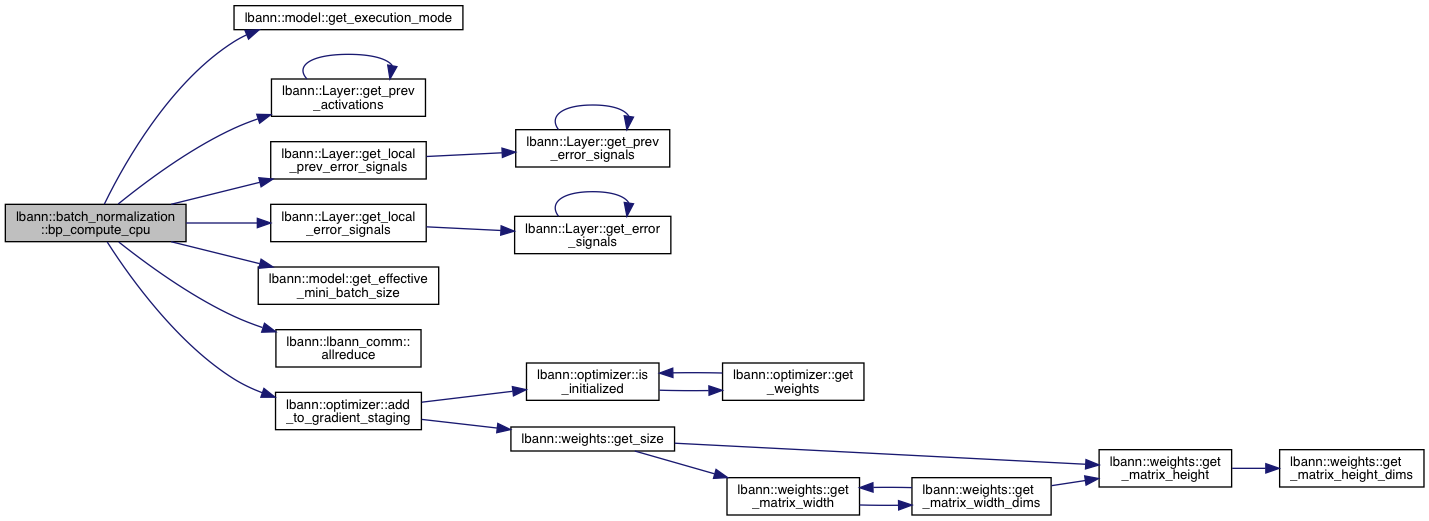 lbann::model::get_execution_mode
lbann::Layer::get_prev
_activations
lbann::Layer::get_prev
_error_signals
lbann::Layer::get_local
_prev_error_signals
lbann::batch_normalization
::bp_compute_cpu
lbann::Layer::get_local
_error_signals
lbann::Layer::get_error
_signals
lbann::model::get_effective
_mini_batch_size
lbann::lbann_comm::
allreduce
lbann::optimizer::is
_initialized
lbann::optimizer::get
_weights
lbann::optimizer::add
_to_gradient_staging
lbann::weights::get_size
lbann::weights::get
_matrix_height
lbann::weights::get
_matrix_height_dims
lbann::weights::get
_matrix_width
lbann::weights::get
_matrix_width_dims